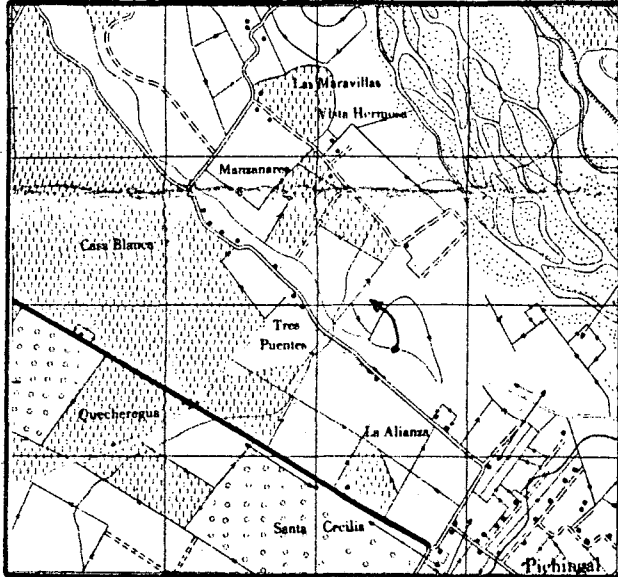 Las Maravillas
Vista Hermosa
Manzanares
Casa Blanca
Tres
Puentes
Quecheregua
La Alianza
Santa Cecilia
Pichingal